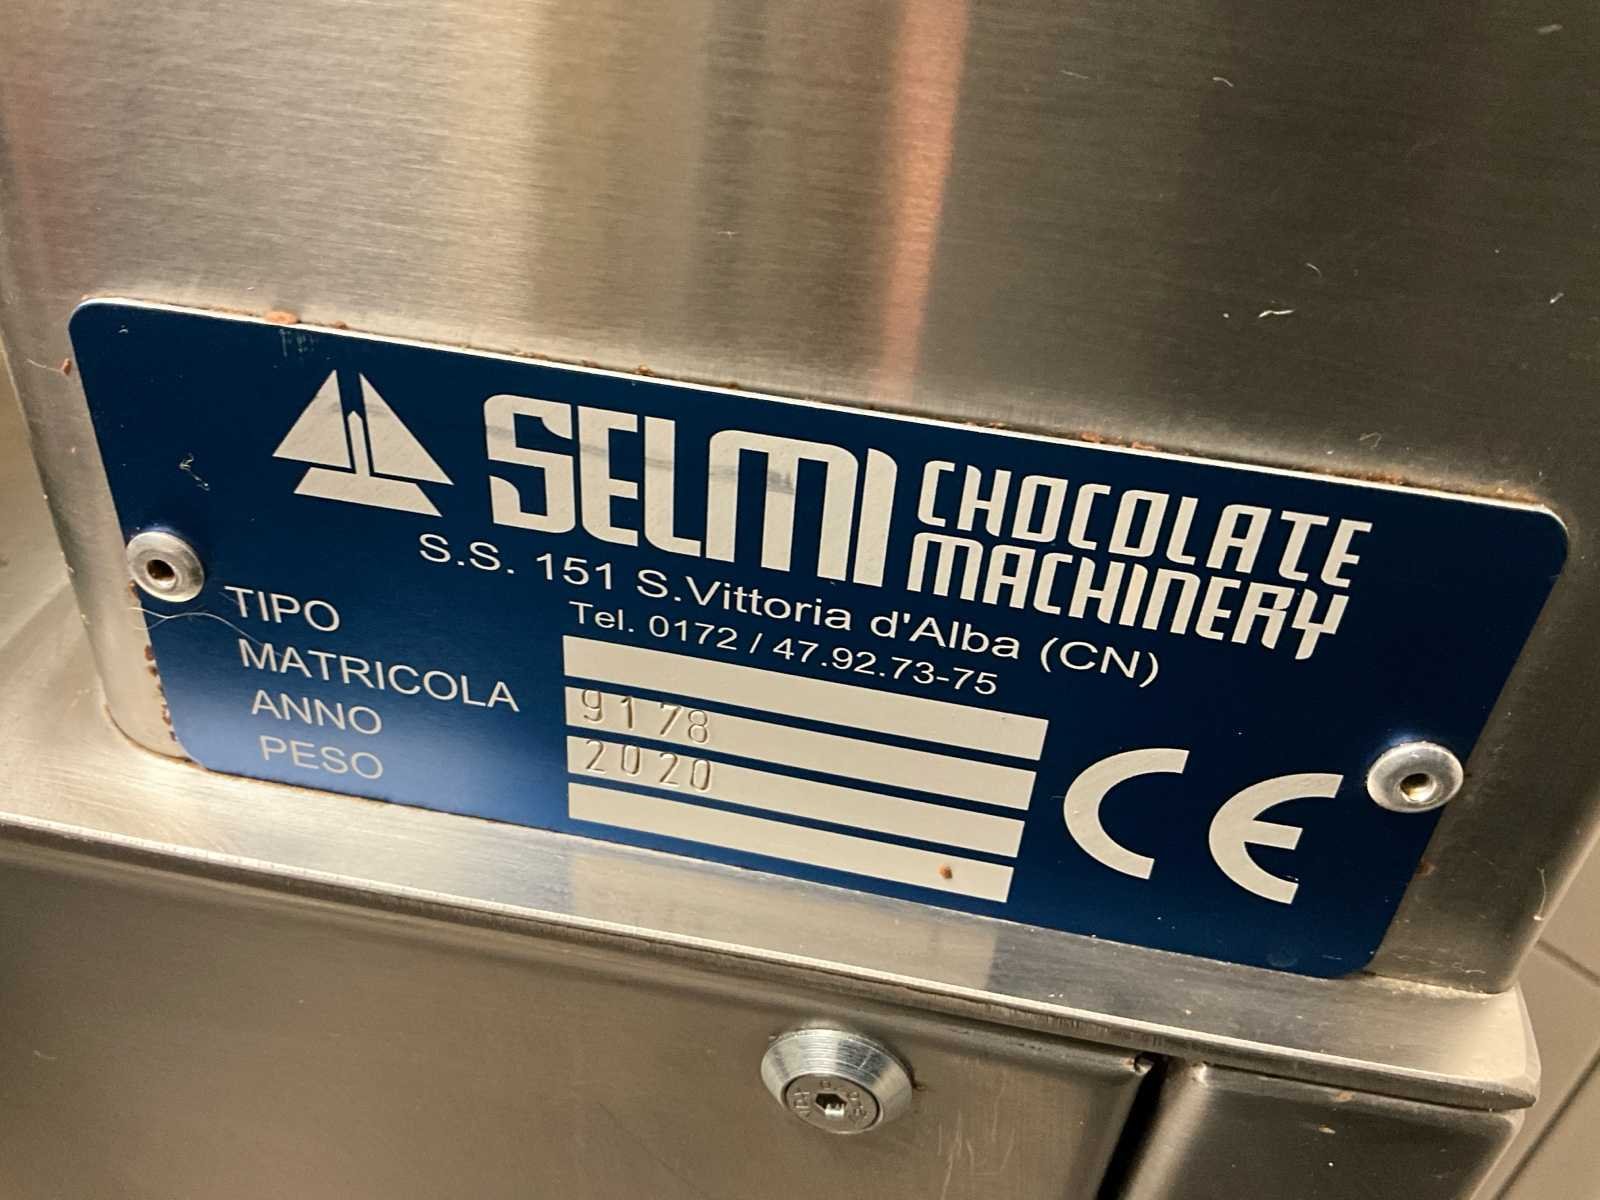 SELMI CHOCOLATE MACHINERY
S.S. 151 S.Vittoria d'Alba (CN)
Tel. 0172 / 47.92.73-75
TIPO
MATRICOLA 9178
ANNO 2020
PESO
CE